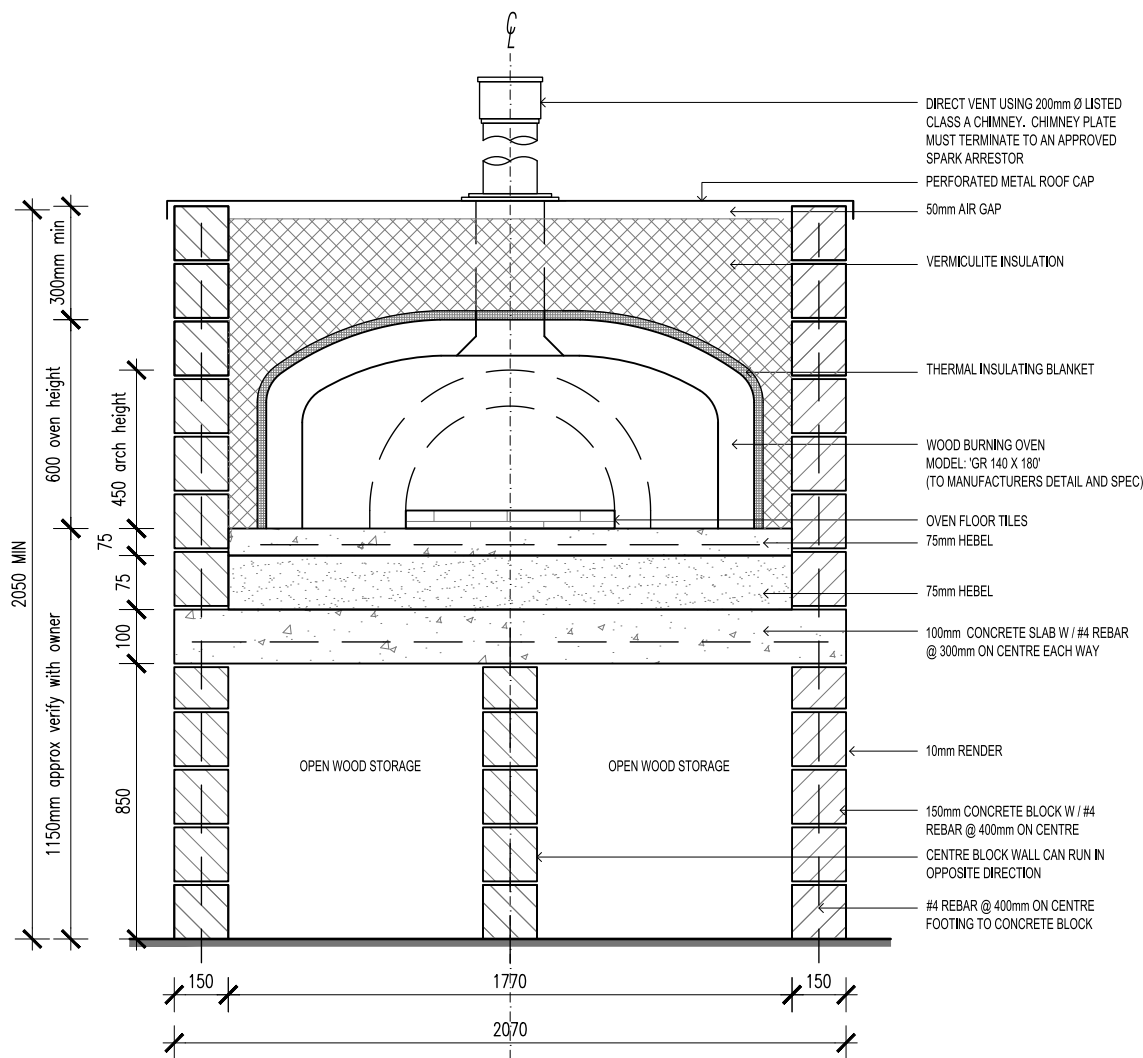 ℄
DIRECT VENT USING 200mm Ø LISTED
CLASS A CHIMNEY. CHIMNEY PLATE
MUST TERMINATE TO AN APPROVED
SPARK ARRESTOR
PERFORATED METAL ROOF CAP
50mm AIR GAP
VERMICULITE INSULATION
THERMAL INSULATING BLANKET
WOOD BURNING OVEN
MODEL: 'GR 140 X 180'
(TO MANUFACTURERS DETAIL AND SPEC)
OVEN FLOOR TILES
75mm HEBEL
75mm HEBEL
100mm CONCRETE SLAB W / #4 REBAR
@ 300mm ON CENTRE EACH WAY
10mm RENDER
150mm CONCRETE BLOCK W / #4
REBAR @ 400mm ON CENTRE
CENTRE BLOCK WALL CAN RUN IN
OPPOSITE DIRECTION
#4 REBAR @ 400mm ON CENTRE
FOOTING TO CONCRETE BLOCK
2050 MIN
300mm min
600 oven height
1150mm approx verify with owner
450 arch height
75
75
100
850
OPEN WOOD STORAGE
OPEN WOOD STORAGE
150
1770
150
2070